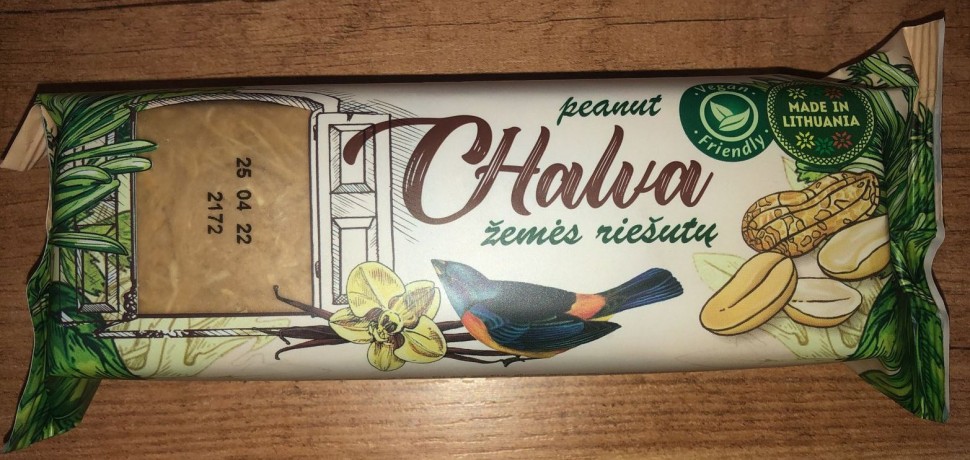 peanut
CHalva
žemės riešutų
Vegan
Friendly
MADE IN
LITHUANIA
25 04 22
2172